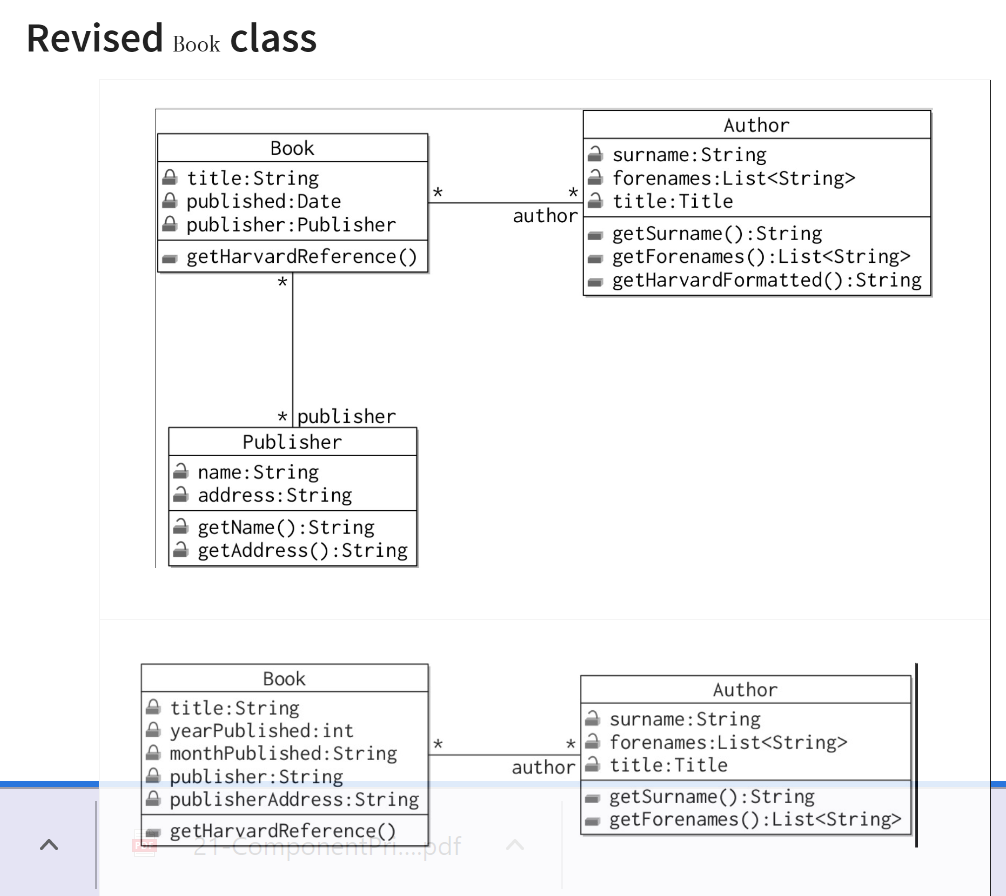 Revised Book class
Book
title:String
published:Date
publisher:Publisher
getHarvardReference()
*
*
author
Author
surname:String
forenames:List<String>
title:Title
getSurname():String
getForenames():List<String>
getHarvardFormatted():String
*
* publisher
Publisher
name:String
address:String
getName():String
getAddress():String
Book
title:String
yearPublished:int
monthPublished:String
publisher:String
publisherAddress:String
getHarvardReference()
*
*
author
Author
surname:String
forenames:List<String>
title:Title
getSurname():String
getForenames():List<String>
21-ComponentPri....pdf